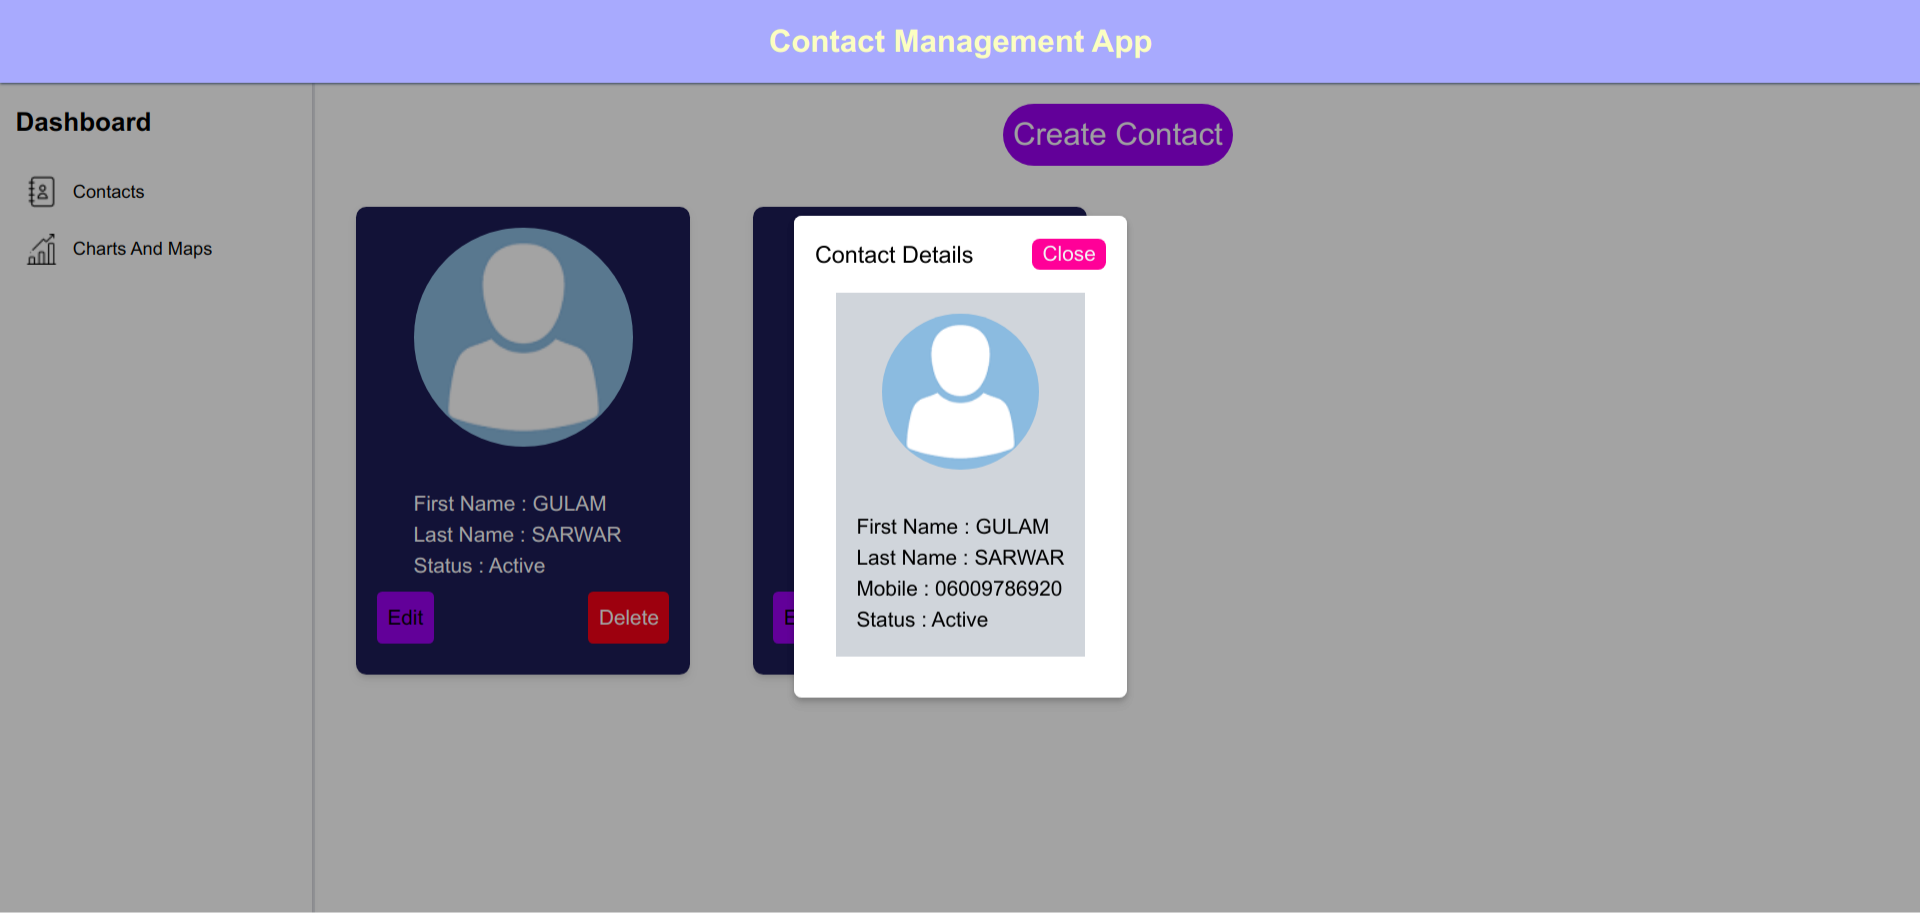 Contact Management App
Dashboard
Contacts
Charts And Maps
Create Contact
First Name : GULAM
Last Name : SARWAR
Status : Active
Edit
Delete
Contact Details
Close
First Name : GULAM
Last Name : SARWAR
Mobile : 06009786920
Status : Active